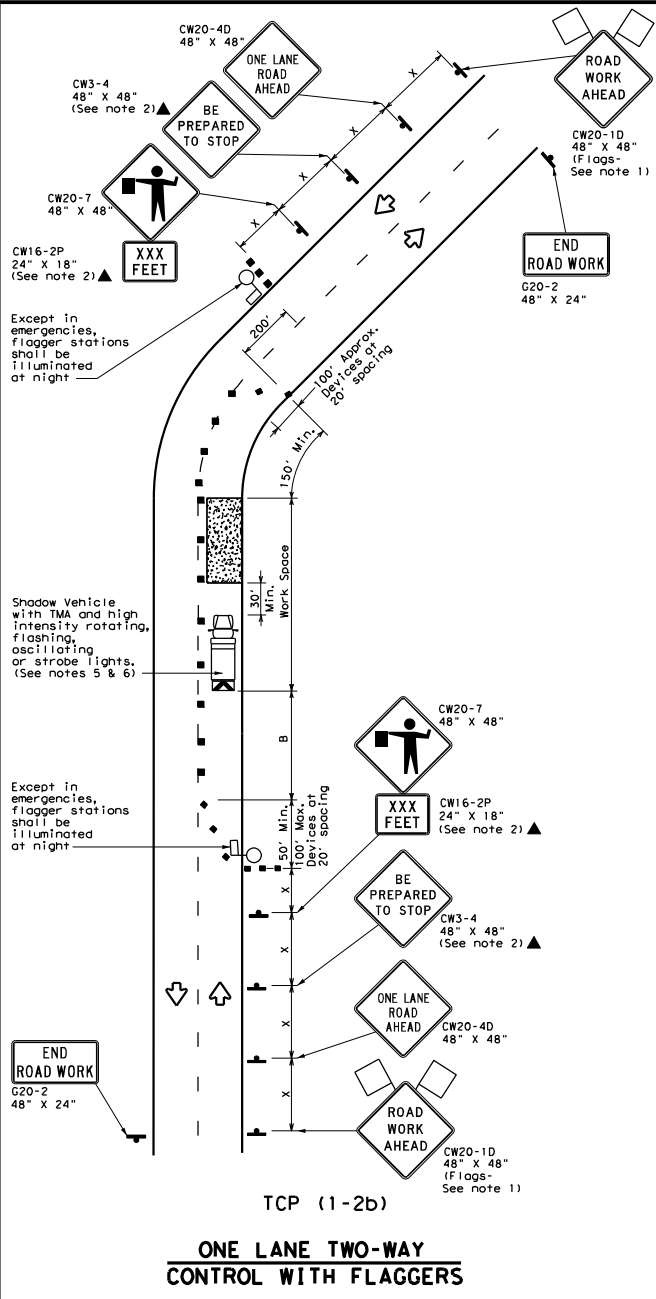 CW20-4D
48" X 48"
ONE LANE
ROAD
AHEAD
CW3-4
48" X 48"
(See note 2)
BE
PREPARED
TO STOP
CW20-7
48" X 48"
CW16-2P
24" X 18"
(See note 2)
XXX
FEET
X
X
X
X
ROAD
WORK
AHEAD
CW20-1D
48" X 48"
(Flags-
See note 1)
END
ROAD WORK
G20-2
48" X 24"
Except in
emergencies,
flagger stations
shall be
illuminated
at night
200'
100' Approx.
Devices at
20' spacing
150' Min.
30'
Min.
Work Space
Shadow Vehicle
with TMA and high
intensity rotating,
flashing,
oscillating
or strobe lights.
(See notes 5 & 6)
B
Except in
emergencies,
flagger stations
shall be
illuminated
at night
50' Min.
100' Max.
Devices at
20' spacing
CW20-7
48" X 48"
XXX
FEET
CW16-2P
24" X 18"
(See note 2)
X
BE
PREPARED
TO STOP
CW3-4
48" X 48"
(See note 2)
X
ONE LANE
ROAD
AHEAD
CW20-4D
48" X 48"
X
X
ROAD
WORK
AHEAD
CW20-1D
48" X 48"
(Flags-
See note 1)
END
ROAD WORK
G20-2
48" X 24"
TCP (1-2b)
ONE LANE TWO-WAY
CONTROL WITH FLAGGERS